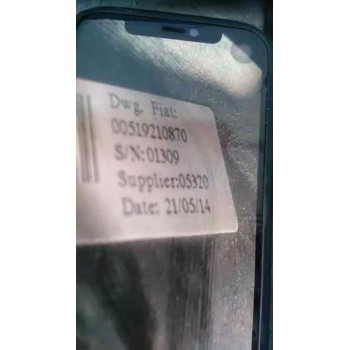 Dwg. Fiat:
00519210870
S/N:01309
Supplier:05320
Date: 21/05/14